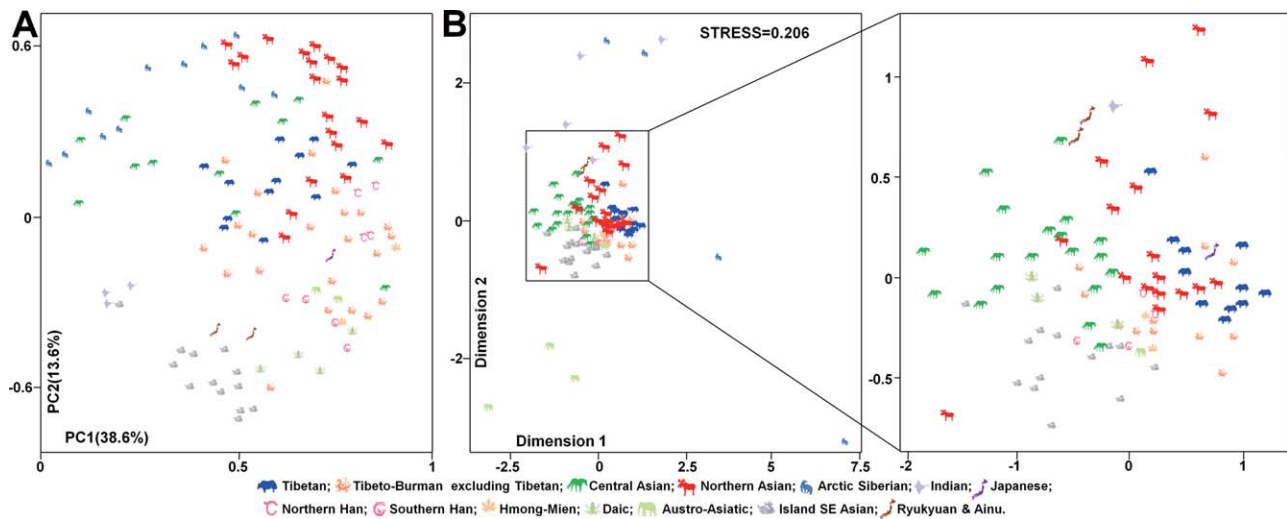 A
0.6
0
-0.6
PC2(13.6%)
PC1(38.6%)
0
0.5
1
B
STRESS=0.206
2
0
-2
Dimension 2
Dimension 1
-2.5
0
2.5
5
7.5
1
0.5
0
-0.5
-2
-1
0
1
Tibetan; Tibeto-Burman excluding Tibetan; Central Asian; Northern Asian; Arctic Siberian; Indian; Japanese;
Northern Han; Southern Han; Hmong-Mien; Daic; Austro-Asiatic; Island SE Asian; Ryukyuan & Ainu.